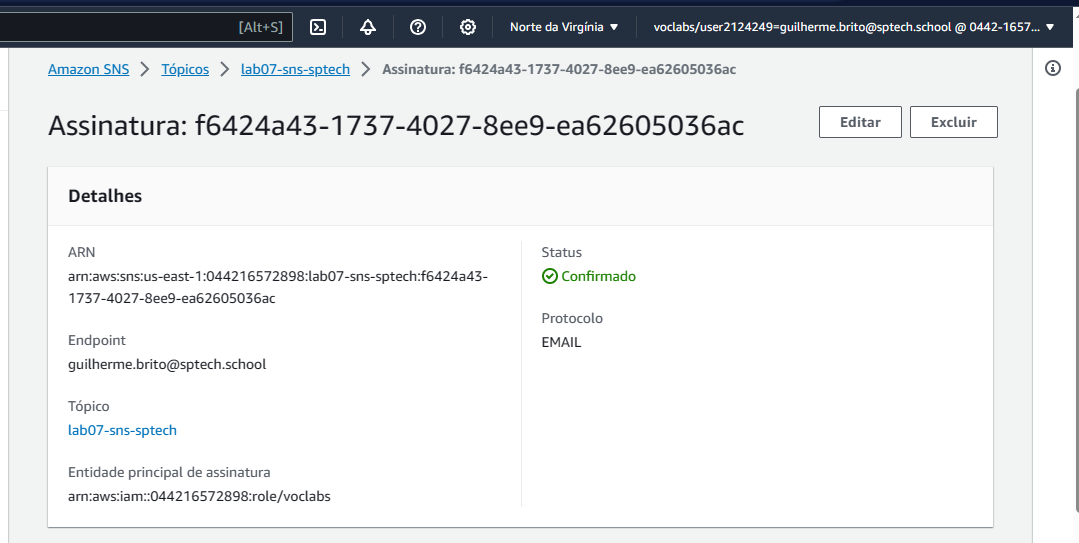 [Alt+S]
Norte da Virgínia
voclabs/user2124249=guilherme.brito@sptech.school @ 0442-1657...
Amazon SNS
Tópicos
lab07-sns-sptech
Assinatura: f6424a43-1737-4027-8ee9-ea62605036ac
Assinatura: f6424a43-1737-4027-8ee9-ea62605036ac
Editar
Excluir
Detalhes
ARN
arn:aws:sns:us-east-1:044216572898:lab07-sns-sptech:f6424a43-
1737-4027-8ee9-ea62605036ac
Endpoint
guilherme.brito@sptech.school
Tópico
lab07-sns-sptech
Entidade principal de assinatura
arn:aws:iam::044216572898:role/voclabs
Status
Confirmado
Protocolo
EMAIL